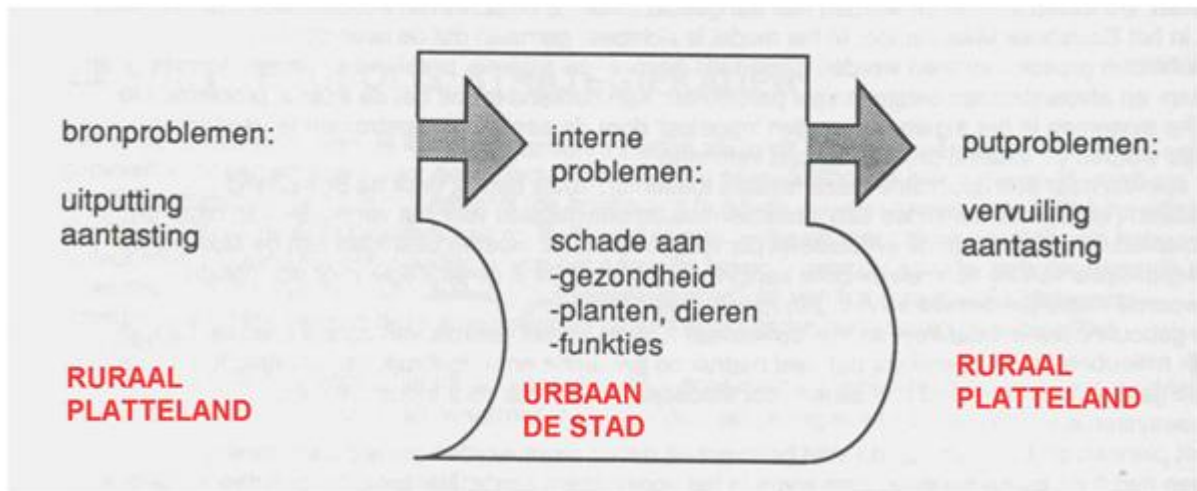 bronproblemen:
uitputting
aantasting
RURAAL
PLATTELAND
interne
problemen:
schade aan
-gezondheid
-planten, dieren
-funkties
URBAAN
DE STAD
putproblemen:
vervuiling
aantasting
RURAAL
PLATTELAND